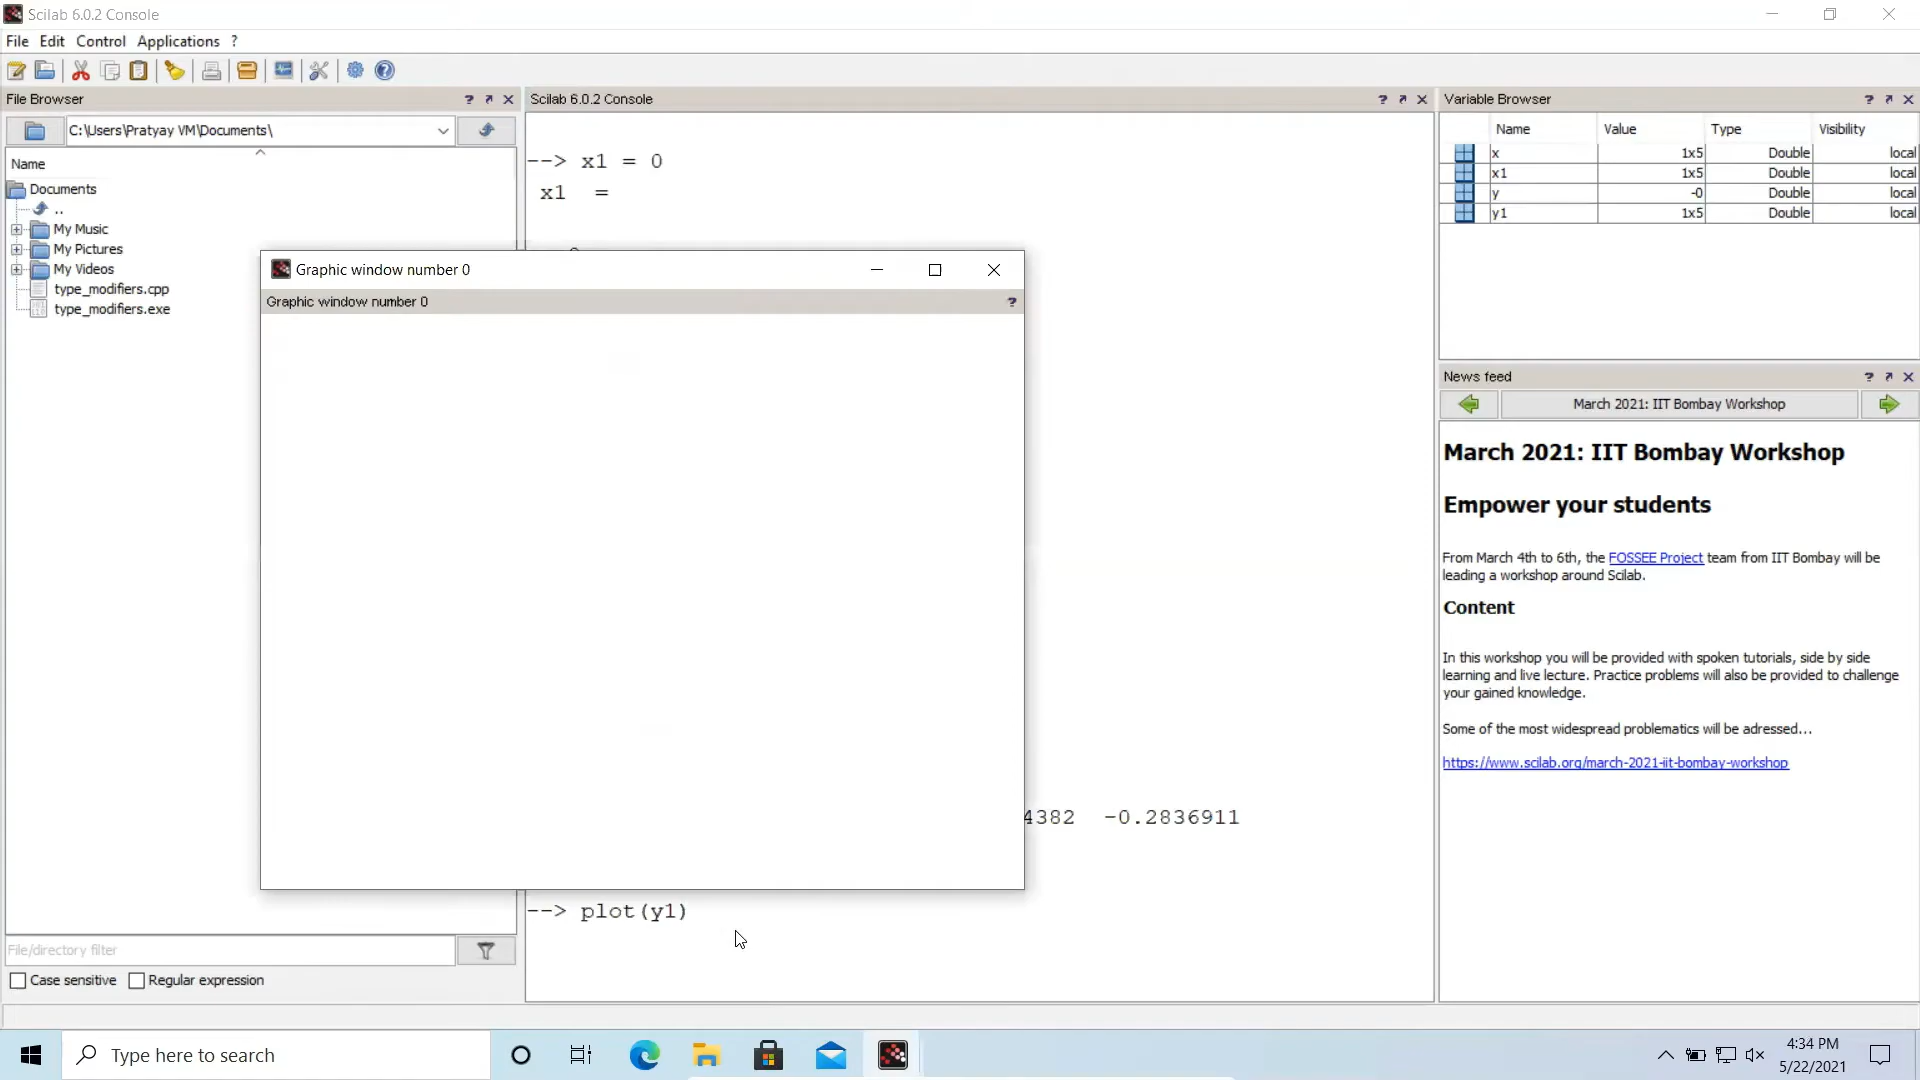 Scilab 6.0.2 Console
File Edit Control Applications ?
File Browser ?
C:\Users\Pratyay VM\Documents\
Name
Documents
..
My Music
My Pictures
My Videos
type_modifiers.cpp
type_modifiers.exe
File/directory filter
Case sensitive Regular expression
Scilab 6.0.2 Console ?
--> x1 = 0
x1 =
Graphic window number 0
Graphic window number 0 ?
4382 -0.2836911
--> plot(y1)
Variable Browser ?
Name Value Type Visibility
x 1x5 Double local
x1 1x5 Double local
y -0 Double local
y1 1x5 Double local
News feed ?
March 2021: IIT Bombay Workshop
March 2021: IIT Bombay Workshop
Empower your students
From March 4th to 6th, the FOSSEE Project team from IIT Bombay will be
leading a workshop around Scilab.
Content
In this workshop you will be provided with spoken tutorials, side by side
learning and live lecture. Practice problems will also be provided to challenge
your gained knowledge.
Some of the most widespread problematics will be adressed...
https://www.scilab.org/march-2021-iit-bombay-workshop
Type here to search
4:34 PM
5/22/2021